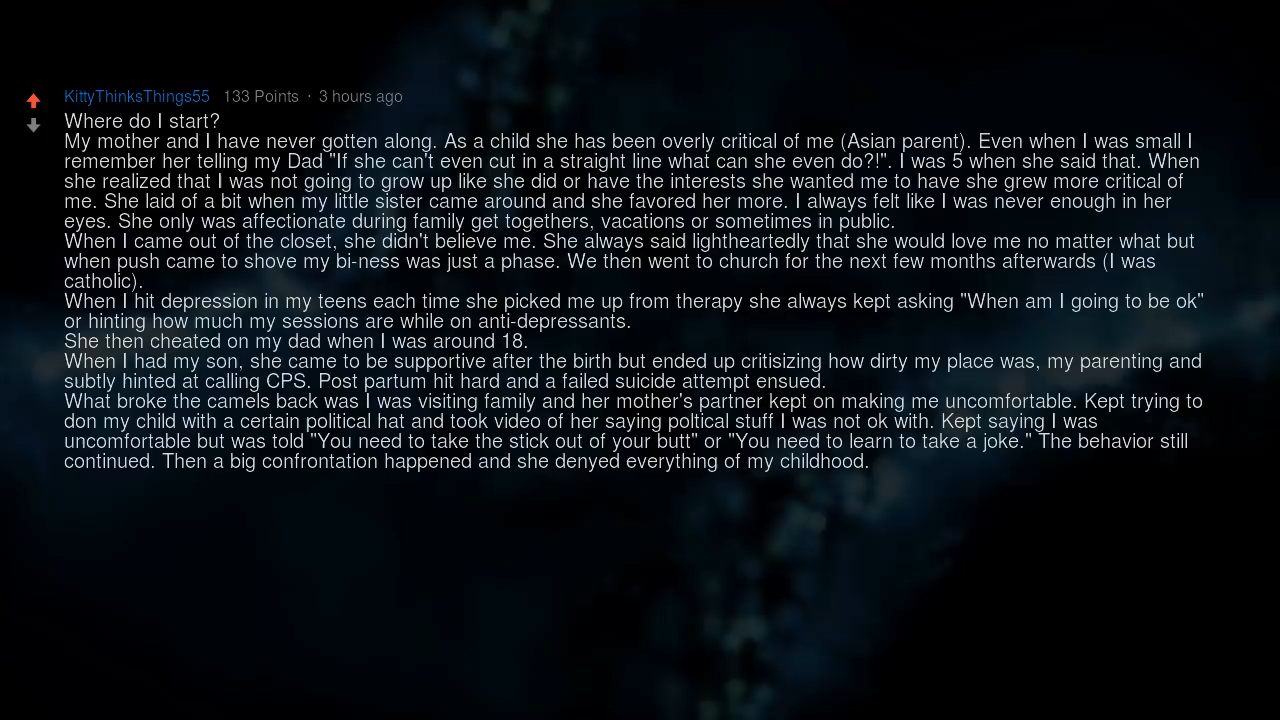 KittyThinksThings55 133 Points · 3 hours ago
Where do I start?
My mother and I have never gotten along. As a child she has been overly critical of me (Asian parent). Even when I was small I
remember her telling my Dad "If she can't even cut in a straight line what can she even do?!". I was 5 when she said that. When
she realized that I was not going to grow up like she did or have the interests she wanted me to have she grew more critical of
me. She laid of a bit when my little sister came around and she favored her more. I always felt like I was never enough in her
eyes. She only was affectionate during family get togethers, vacations or sometimes in public.
When I came out of the closet, she didn't believe me. She always said lightheartedly that she would love me no matter what but
when push came to shove my bi-ness was just a phase. We then went to church for the next few months afterwards (I was
catholic).
When I hit depression in my teens each time she picked me up from therapy she always kept asking "When am I going to be ok"
or hinting how much my sessions are while on anti-depressants.
She then cheated on my dad when I was around 18.
When I had my son, she came to be supportive after the birth but ended up critisizing how dirty my place was, my parenting and
subtly hinted at calling CPS. Post partum hit hard and a failed suicide attempt ensued.
What broke the camels back was I was visiting family and her mother's partner kept on making me uncomfortable. Kept trying to
don my child with a certain political hat and took video of her saying poltical stuff I was not ok with. Kept saying I was
uncomfortable but was told "You need to take the stick out of your butt" or "You need to learn to take a joke." The behavior still
continued. Then a big confrontation happened and she denyed everything of my childhood.